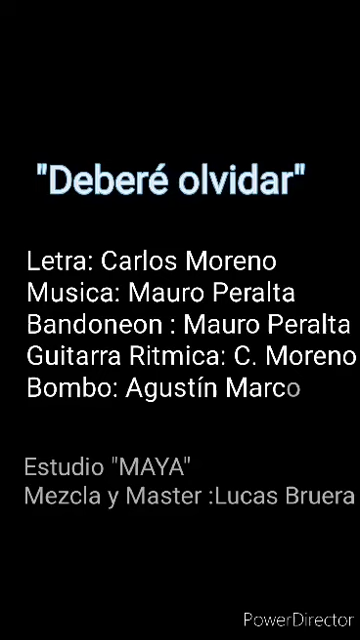 "Deberé olvidar"
Letra: Carlos Moreno
Musica: Mauro Peralta
Bandoneon : Mauro Peralta
Guitarra Ritmica: C. Moreno
Bombo: Agustín Marco
Estudio "MAYA"
Mezcla y Master :Lucas Bruera
PowerDirector